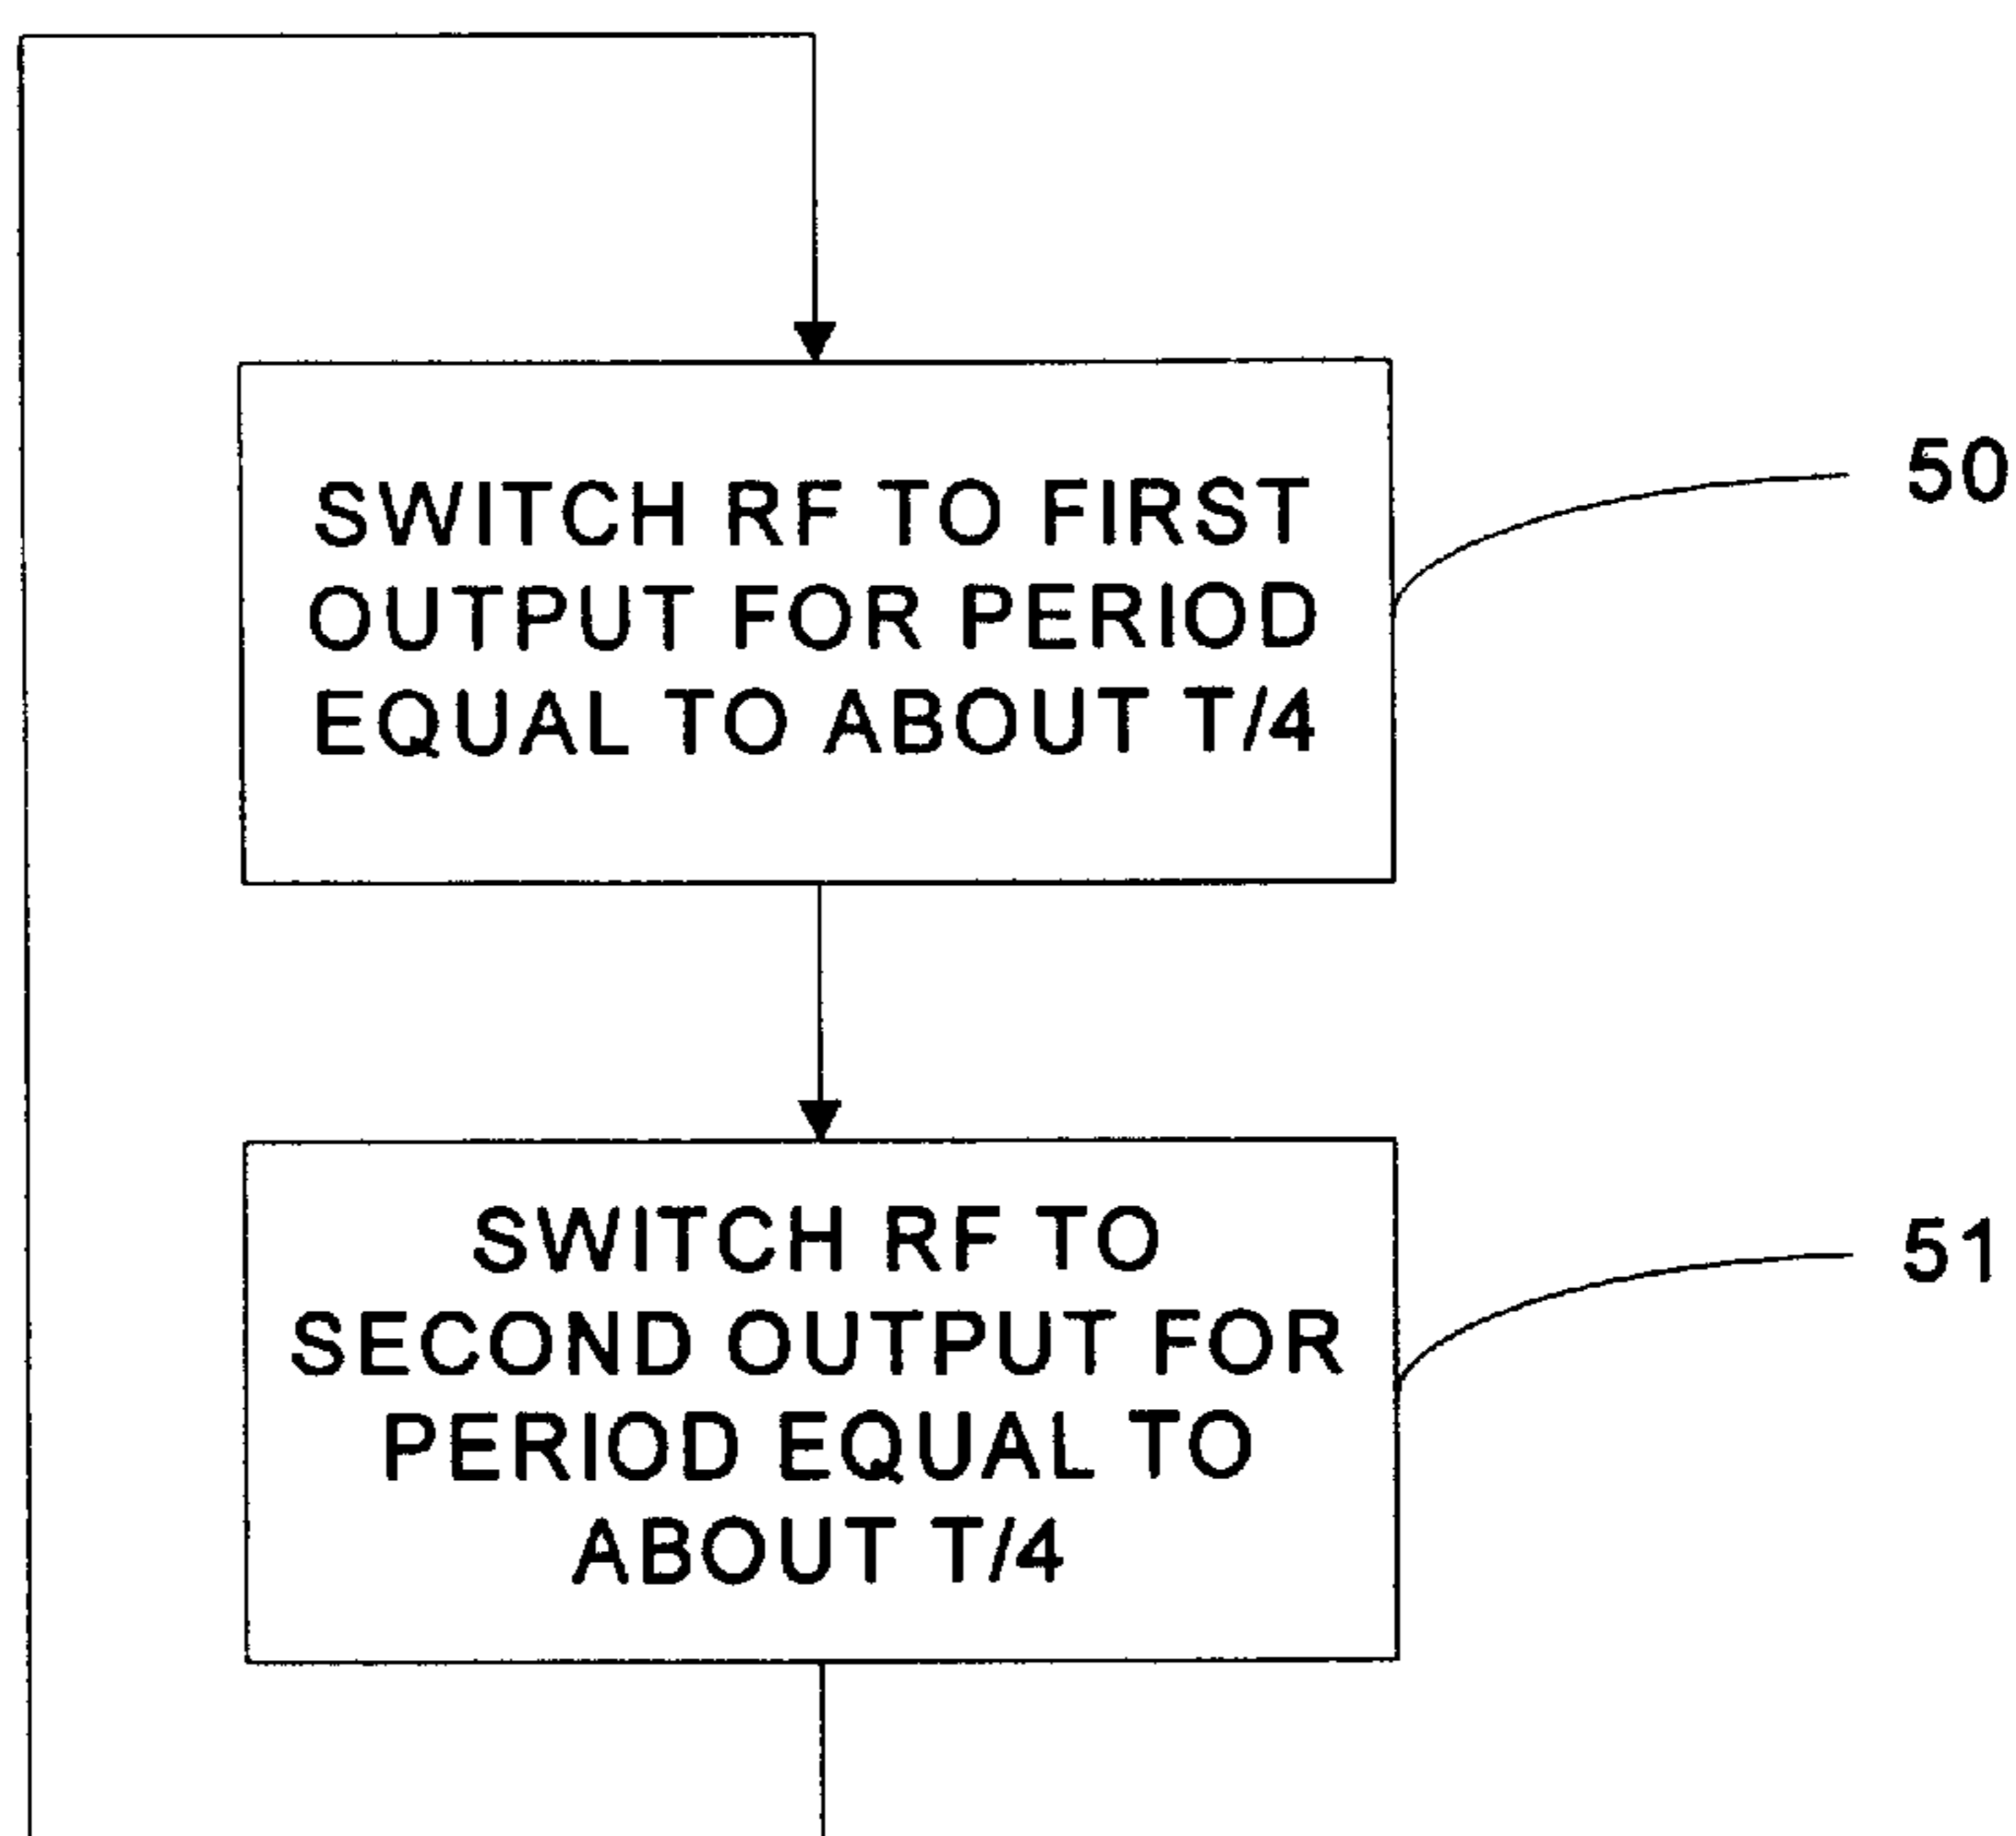 SWITCH RF TO FIRST
OUTPUT FOR PERIOD
EQUAL TO ABOUT T/4
50
SWITCH RF TO
SECOND OUTPUT FOR
PERIOD EQUAL TO
ABOUT T/4
51